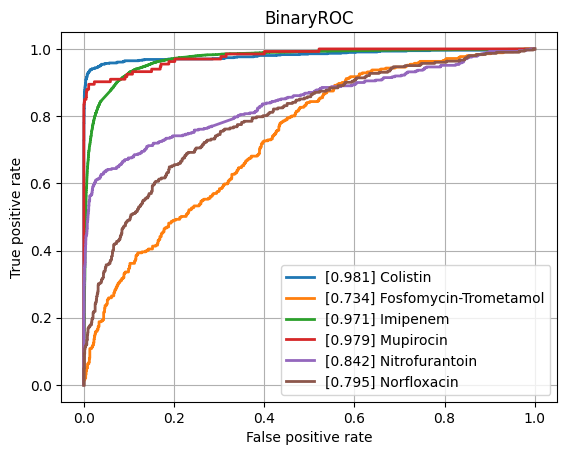 BinaryROC
True positive rate
1.0
0.8
0.6
0.4
0.2
0.0
[0.981] Colistin
[0.734] Fosfomycin-Trometamol
[0.971] Imipenem
[0.979] Mupirocin
[0.842] Nitrofurantoin
[0.795] Norfloxacin
0.0 0.2 0.4 0.6 0.8 1.0
False positive rate